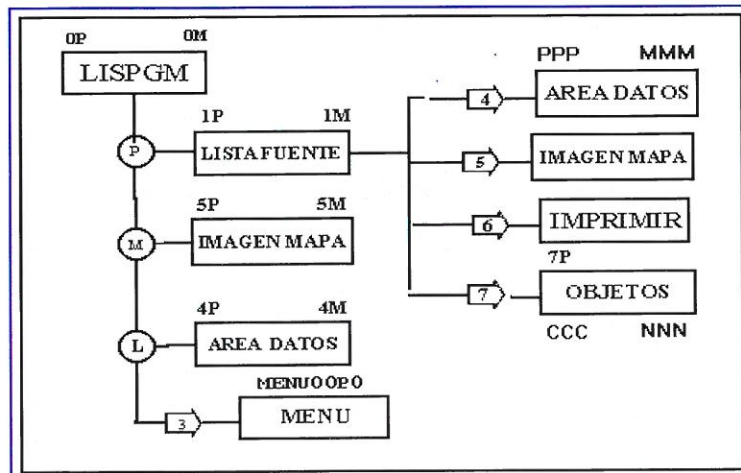 0P 0M
LISPGM
P
1P 1M
LISTA FUENTE
M
5P 5M
IMAGEN MAPA
L
4P 4M
AREA DATOS
3
MENU00P0
MENU
4
PPP MMM
AREA DATOS
5
IMAGEN MAPA
6
IMPRIMIR
7
7P
OBJETOS
CCC NNN